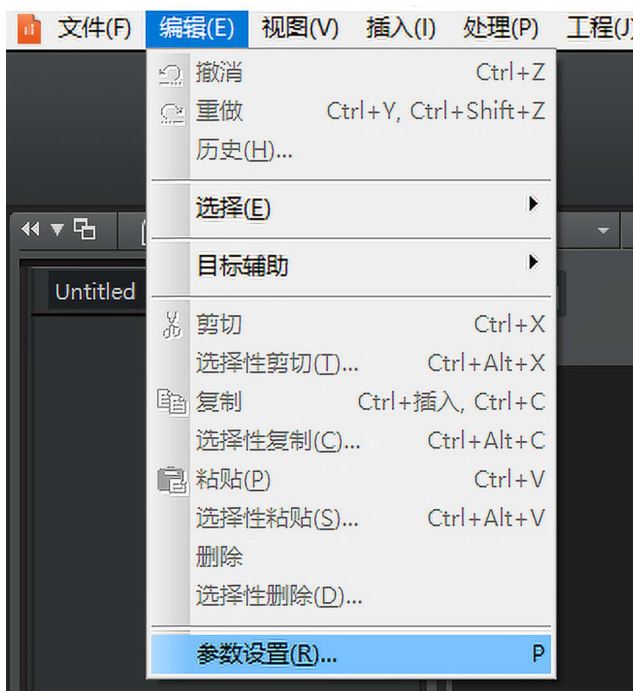 文件(F) 编辑(E) 视图(V) 插入(I) 处理(P) 工程(J)
撤消 Ctrl+Z
重做 Ctrl+Y, Ctrl+Shift+Z
历史(H)...
选择(E)
目标辅助
Untitled
剪切 Ctrl+X
选择性剪切(T)... Ctrl+Alt+X
复制 Ctrl+插入, Ctrl+C
选择性复制(C)... Ctrl+Alt+C
粘贴(P) Ctrl+V
选择性粘贴(S)... Ctrl+Alt+V
删除
选择性删除(D)...
参数设置(R)... P